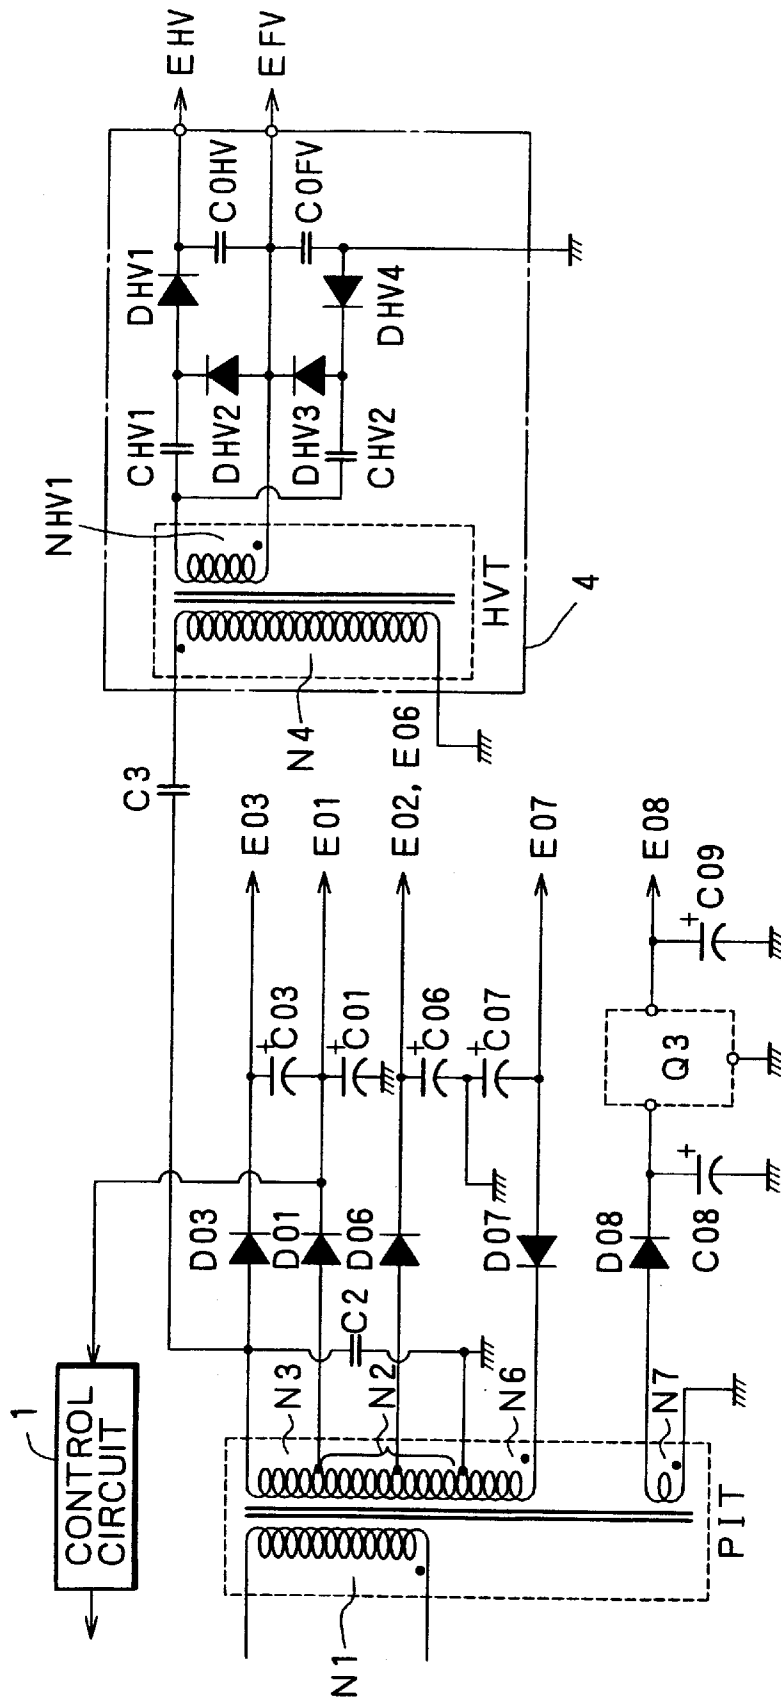 1
CONTROL
CIRCUIT
C3
NHV1
CHV1
DHV1
EHV
C0HV
DHV2
EFV
C0FV
DHV3
DHV4
CHV2
N4
HVT
4
D03
C03
E03
N3
D01
C01
E01
C2
N2
D06
C06
E02, E06
C07
N6
D07
E07
N1
D08
Q3
E08
N7
C08
C09
PIT
+
+
+
+
+
+